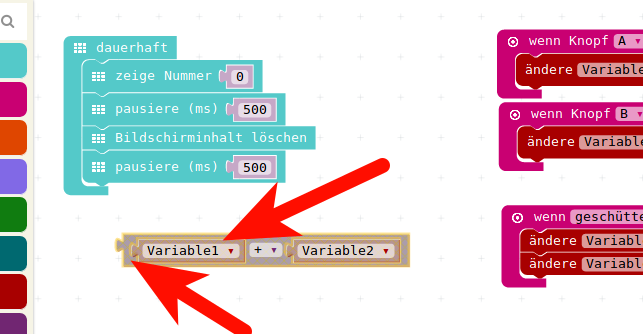 dauerhaft
zeige Nummer 0
pausiere (ms) 500
Bildschirminhalt löschen
pausiere (ms) 500
Variable1 + Variable2
wenn Knopf A
ändere Variable
wenn Knopf B
ändere Variabl
wenn geschütte
ändere Variabl
ändere Variabl